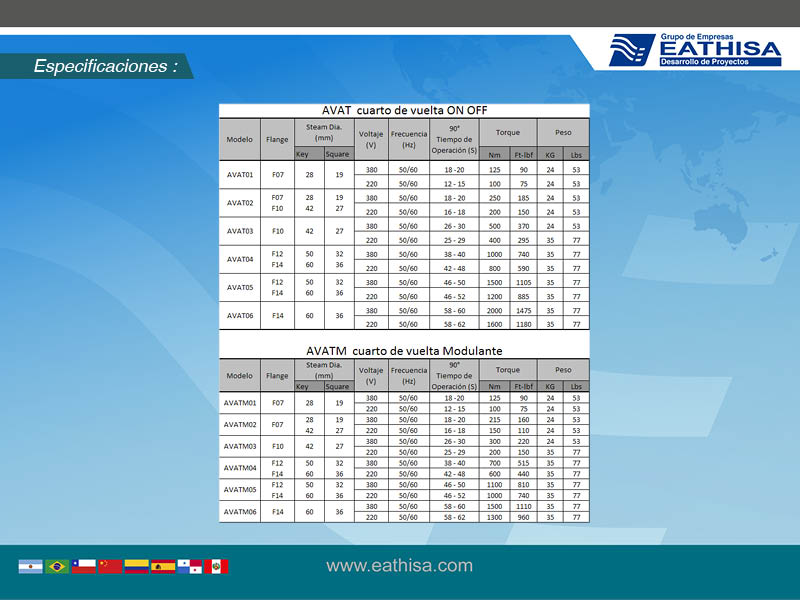 Grupo de Empresas
EATHISA
Desarrollo de Proyectos
Especificaciones :
AVAT cuarto de vuelta ON OFF
Modelo Flange Steam Dia. (mm) Key Square Voltaje (V) Frecuencia (Hz) 90° Tiempo de Operación (S) Torque Nm Ft-lbf Peso KG Lbs
AVAT01 F07 28 19 380 50/60 18 -20 125 90 24 53
220 50/60 12 - 15 100 75 24 53
AVAT02 F07 28 19 380 50/60 18 - 20 250 185 24 53
F10 42 27 220 50/60 16 - 18 200 150 24 53
AVAT03 F10 42 27 380 50/60 26 - 30 500 370 24 53
220 50/60 25 - 29 400 295 35 77
AVAT04 F12 50 32 380 50/60 38 - 40 1000 740 35 77
F14 60 36 220 50/60 42 - 48 800 590 35 77
AVAT05 F12 50 32 380 50/60 46 - 50 1500 1105 35 77
F14 60 36 220 50/60 46 - 52 1200 885 35 77
AVAT06 F14 60 36 380 50/60 58 - 60 2000 1475 35 77
220 50/60 58 - 62 1600 1180 35 77
AVATM cuarto de vuelta Modulante
Modelo Flange Steam Dia. (mm) Key Square Voltaje (V) Frecuencia (Hz) 90° Tiempo de Operación (S) Torque Nm Ft-lbf Peso KG Lbs
AVATM01 F07 28 19 380 50/60 18 -20 125 90 24 53
220 50/60 12 - 15 100 75 24 53
AVATM02 F07 28 19 380 50/60 18 - 20 215 160 24 53
42 27 220 50/60 16 - 18 150 110 24 53
AVATM03 F10 42 27 380 50/60 26 - 30 300 220 24 53
220 50/60 25 - 29 200 150 35 77
AVATM04 F12 50 32 380 50/60 38 - 40 700 515 35 77
F14 60 36 220 50/60 42 - 48 600 440 35 77
AVATM05 F12 50 32 380 50/60 46 - 50 1100 810 35 77
F14 60 36 220 50/60 46 - 52 1000 740 35 77
AVATM06 F14 60 36 380 50/60 58 - 60 1500 1110 35 77
220 50/60 58 - 62 1300 960 35 77
www.eathisa.com